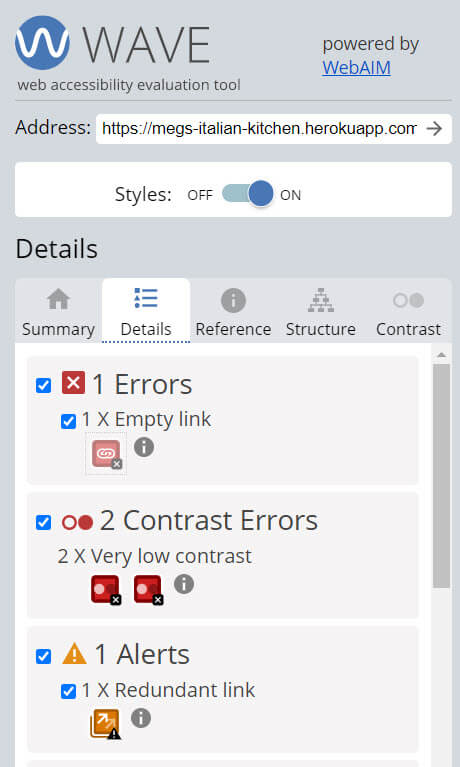 WAVE
web accessibility evaluation tool
powered by
WebAIM
Address: https://megs-italian-kitchen.herokuapp.com
Styles: OFF ON
Details
Summary Details Reference Structure Contrast
1 Errors
1 X Empty link
2 Contrast Errors
2 X Very low contrast
1 Alerts
1 X Redundant link